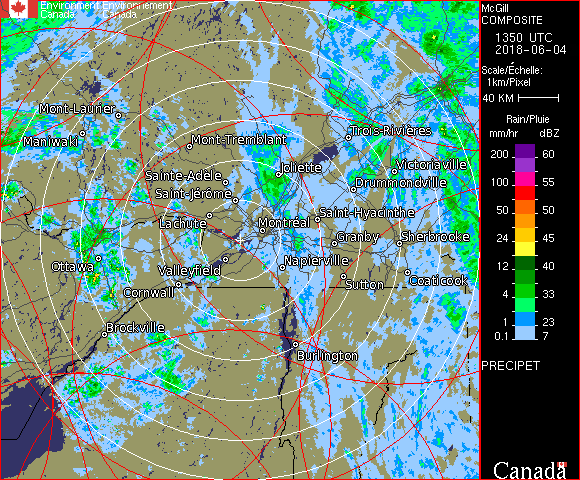 Environment Environnement
Canada Canada
McGill
COMPOSITE
1350 UTC
2018-06-04
Scale/Échelle:
1km/Pixel
40 KM
Rain/Pluie
mm/hr dBZ
200 60
100 55
50 50
24 45
12 40
8 33
4 33
1 23
0.1 7
PRECIPET
Canada
Mont-Laurier
Maniwaki
Mont-Tremblant
Trois-Rivières
Victoriaville
Sainte-Adèle
Joliette
Drummondville
Saint-Jérôme
Saint-Hyacinthe
Lachute
Montréal
Granby
Sherbrooke
Ottawa
Valleyfield
Napierville
Cornwall
Sutton
Coaticook
Brockville
Burlington